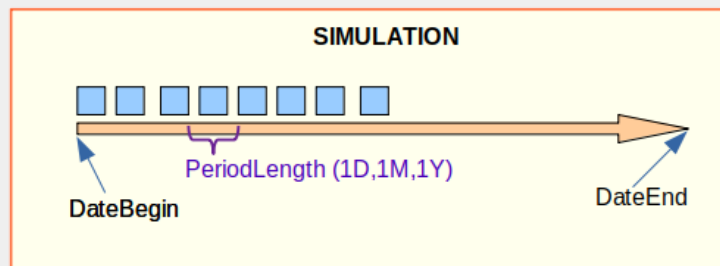 SIMULATION
PeriodLength (1D,1M,1Y)
DateBegin
DateEnd